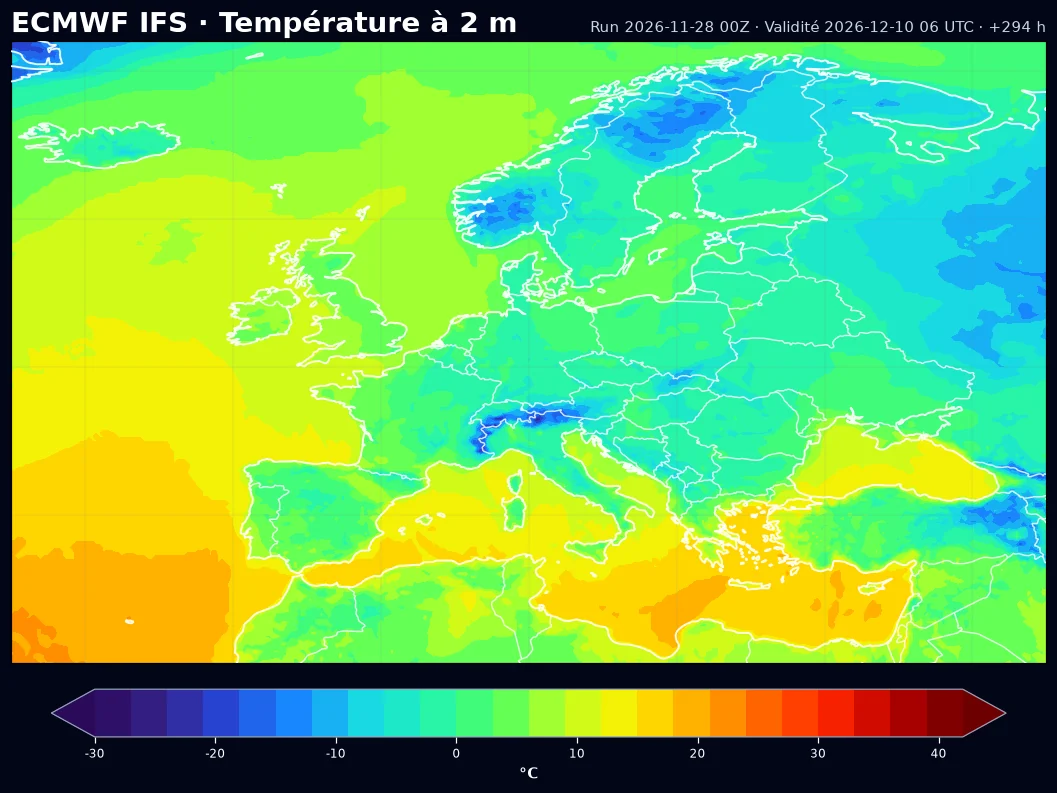 ECMWF IFS · Température à 2 m
Run 2026-11-28 00Z · Validité 2026-12-10 06 UTC · +294 h
-30 -20 -10 0 10 20 30 40
°C